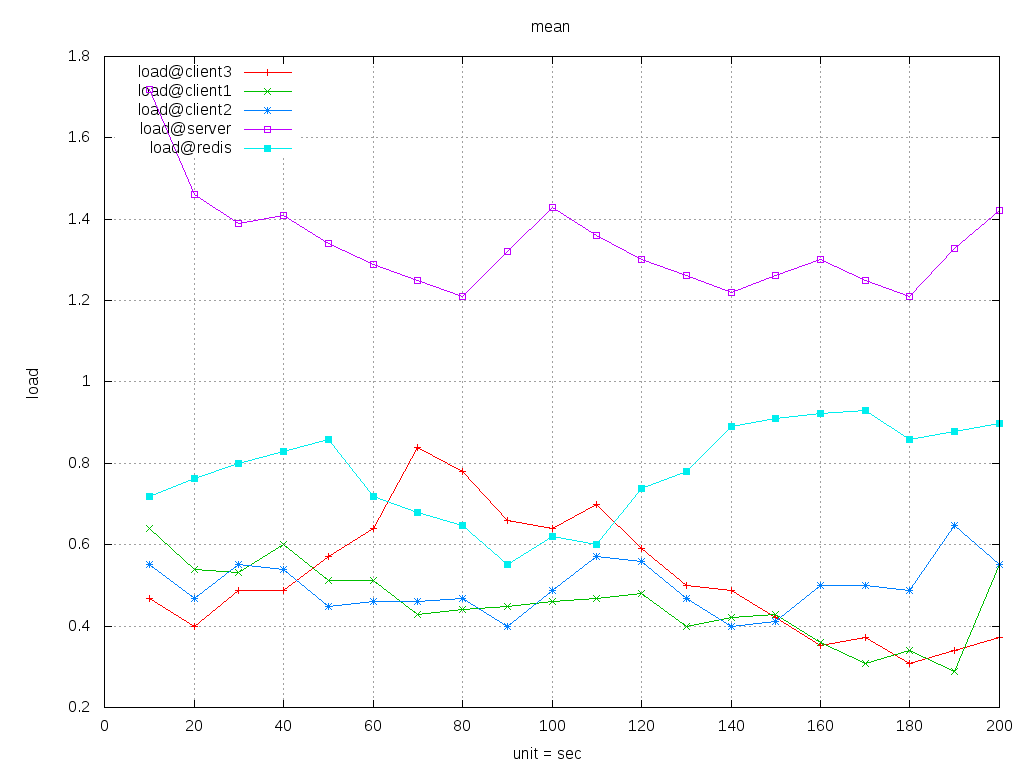 mean
1.8
1.6
1.4
1.2
1
0.8
0.6
0.4
0.2
load
load@client3
load@client1
load@client2
load@server
load@redis
0 20 40 60 80 100 120 140 160 180 200
unit = sec